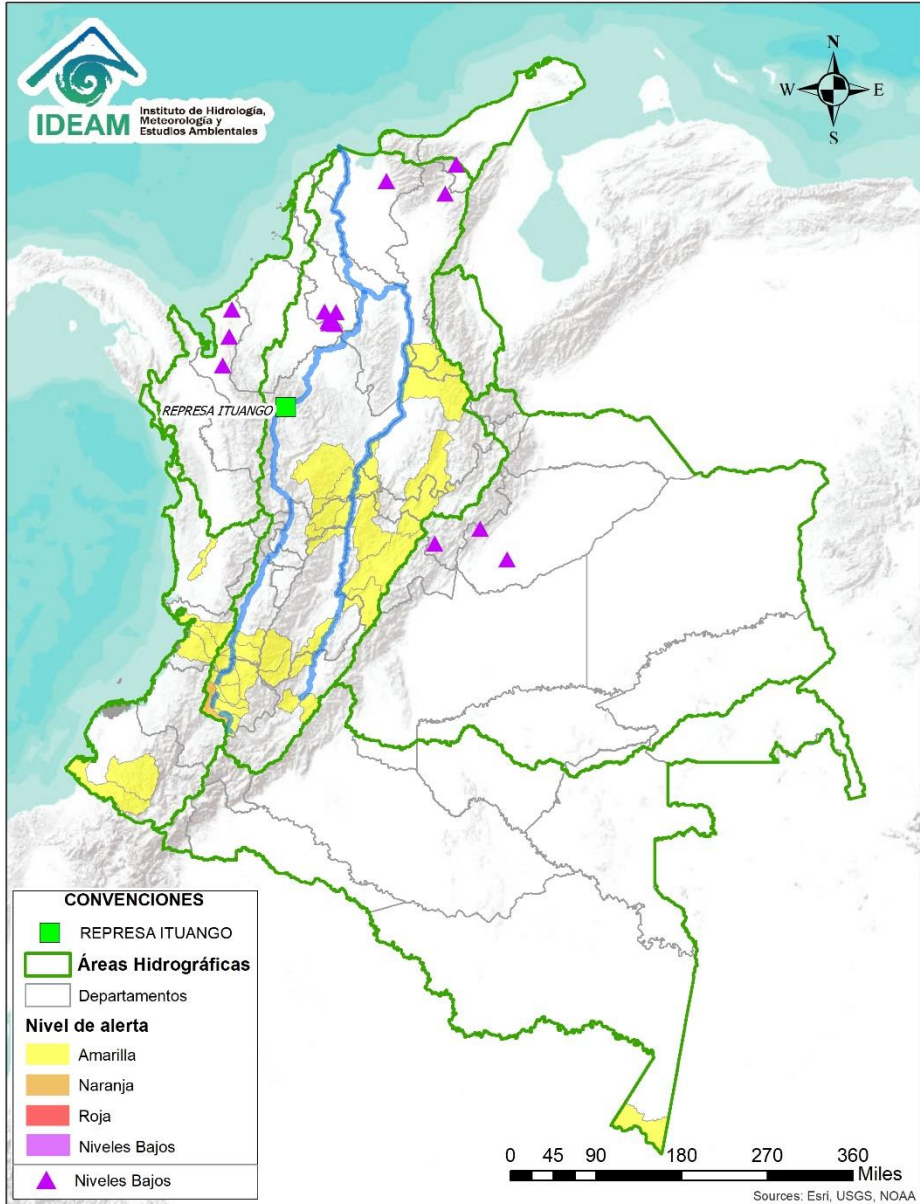 IDEAM
Instituto de Hidrología,
Meteorología y
Estudios Ambientales
N
W
E
S
REPRESA ITUANGO
CONVENCIONES
REPRESA ITUANGO
Áreas Hidrográficas
Departamentos
Nivel de alerta
Amarilla
Naranja
Roja
Niveles Bajos
Niveles Bajos
0 45 90 180 270 360
Miles
Sources: Esri, USGS, NOAA